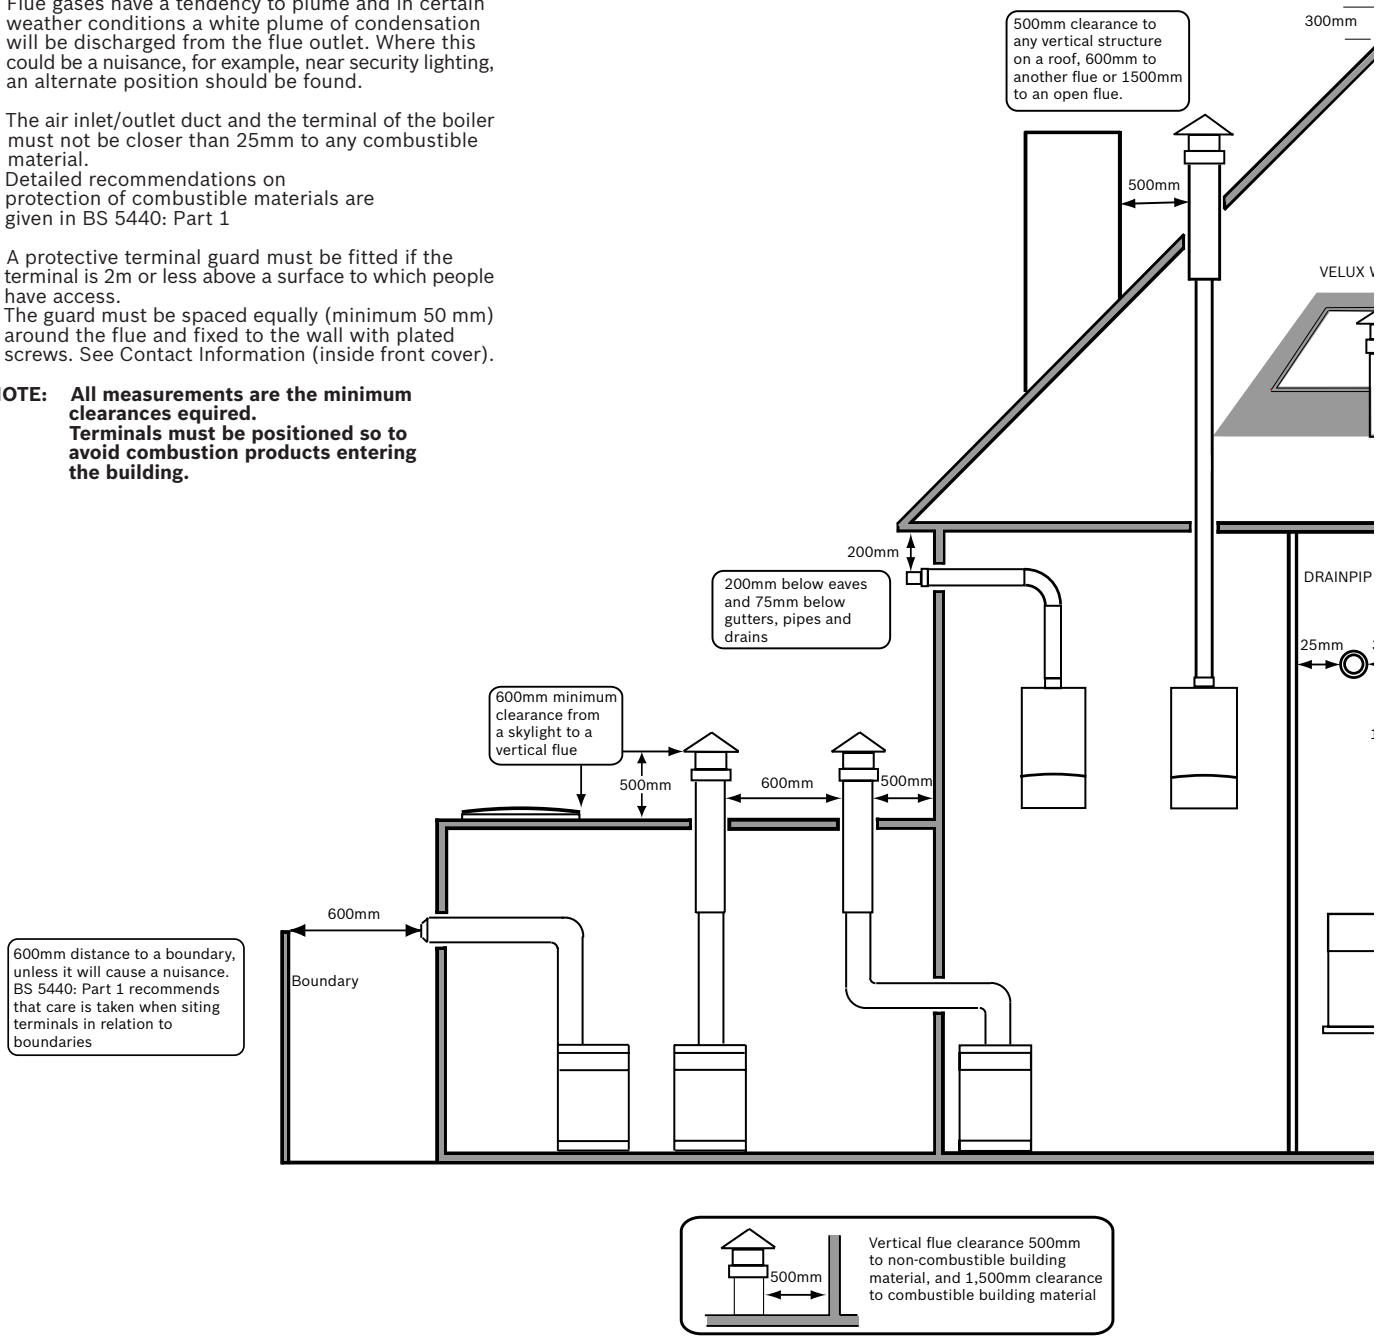 Flue gases have a tendency to plume and in certain
weather conditions a white plume of condensation
will be discharged from the flue outlet. Where this
could be a nuisance, for example, near security lighting,
an alternate position should be found.
The air inlet/outlet duct and the terminal of the boiler
must not be closer than 25mm to any combustible
material.
Detailed recommendations on
protection of combustible materials are
given in BS 5440: Part 1
A protective terminal guard must be fitted if the
terminal is 2m or less above a surface to which people
have access.
The guard must be spaced equally (minimum 50 mm)
around the flue and fixed to the wall with plated
screws. See Contact Information (inside front cover).
OTE: All measurements are the minimum
clearances equired.
Terminals must be positioned so to
avoid combustion products entering
the building.
500mm clearance to
any vertical structure
on a roof, 600mm to
another flue or 1500mm
to an open flue.
300mm
500mm
VELUX
200mm
200mm below eaves
and 75mm below
gutters, pipes and
drains
DRAINPIP
25mm
600mm minimum
clearance from
a skylight to a
vertical flue
500mm
600mm
500mm
600mm
600mm distance to a boundary,
unless it will cause a nuisance.
BS 5440: Part 1 recommends
that care is taken when siting
terminals in relation to
boundaries
Boundary
500mm
Vertical flue clearance 500mm
to non-combustible building
material, and 1,500mm clearance
to combustible building material